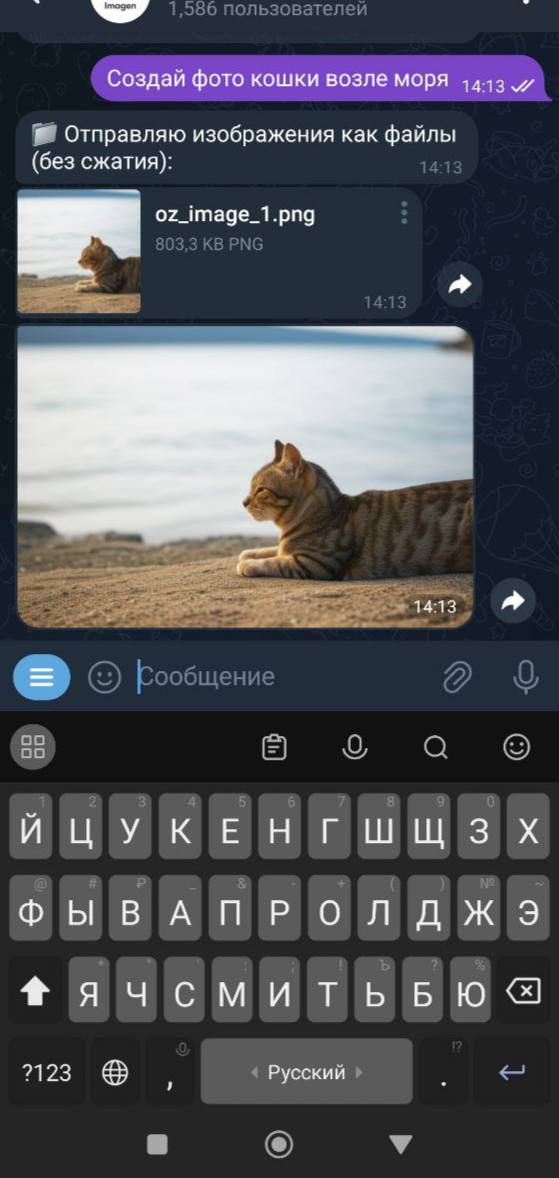 Imagen
1,586 пользователей
Создай фото кошки возле моря 14:13
📁 Отправляю изображения как файлы
(без сжатия):
14:13
oz_image_1.png
803,3 KB PNG
14:13
14:13
Сообщение
1 2 3 4 5 6 7 8 9 0
Й Ц У К Е Н Г Ш Щ З Х
@ # ₽ _ & - + ( ) № ~
Ф Ы В А П Р О Л Д Ж Э
* " ' : ; ! Ъ ? %
Я Ч С М И Т Ь Б Ю
!?
?123 , Русский .